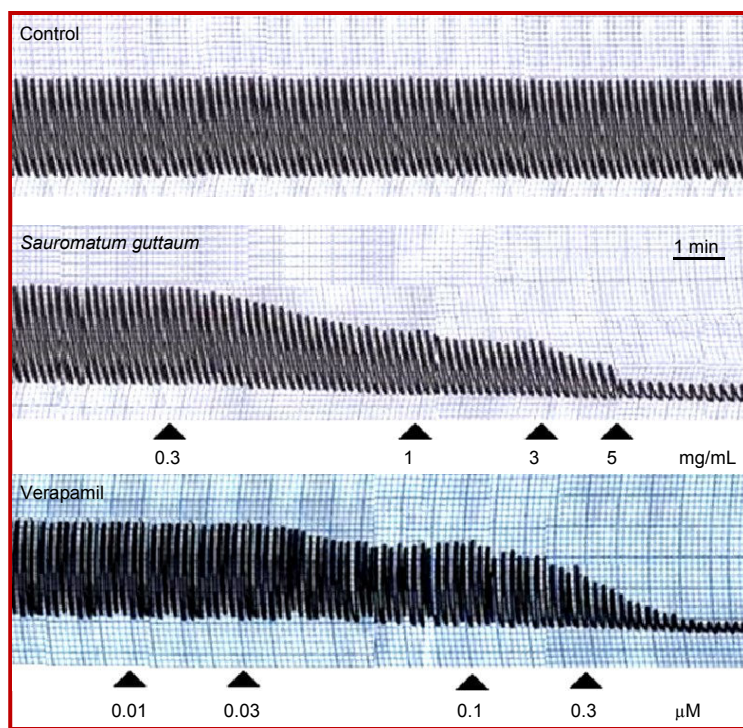 Control
Sauromatum guttaum
1 min
0.3 1 3 5 mg/mL
Verapamil
0.01 0.03 0.1 0.3 µM